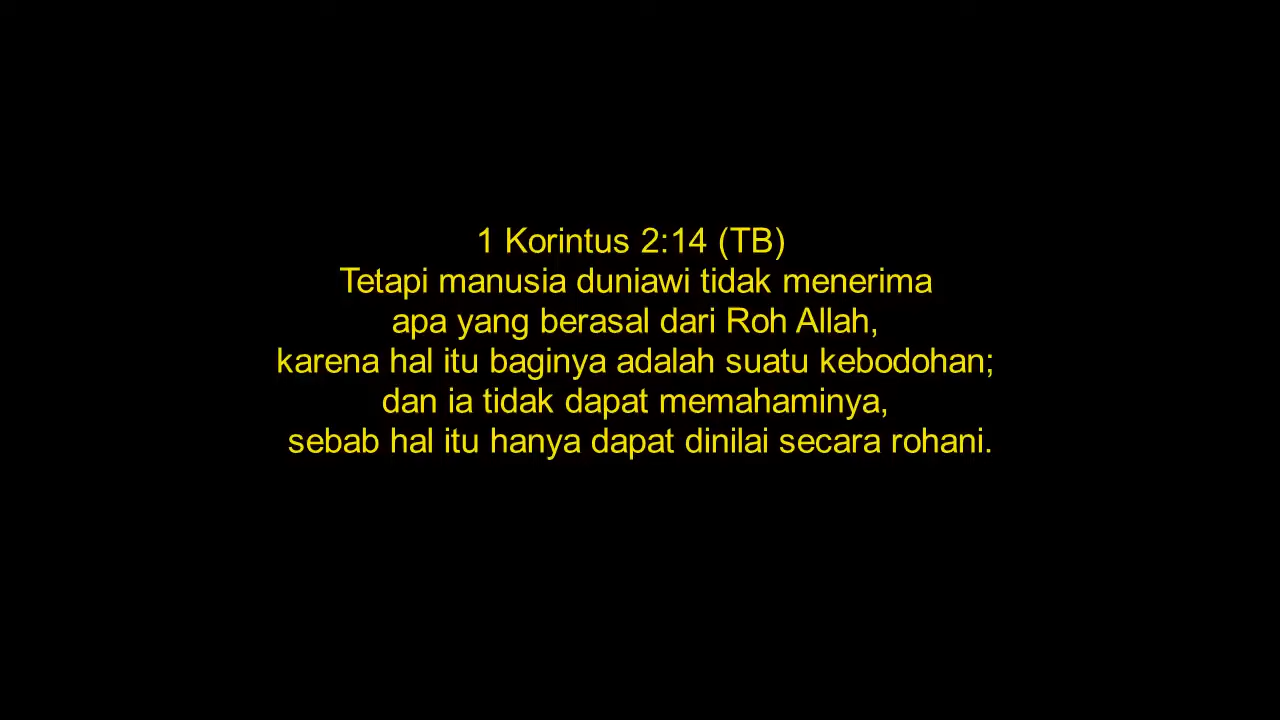 1 Korintus 2:14 (TB)
Tetapi manusia duniawi tidak menerima
apa yang berasal dari Roh Allah,
karena hal itu baginya adalah suatu kebodohan;
dan ia tidak dapat memahaminya,
sebab hal itu hanya dapat dinilai secara rohani.